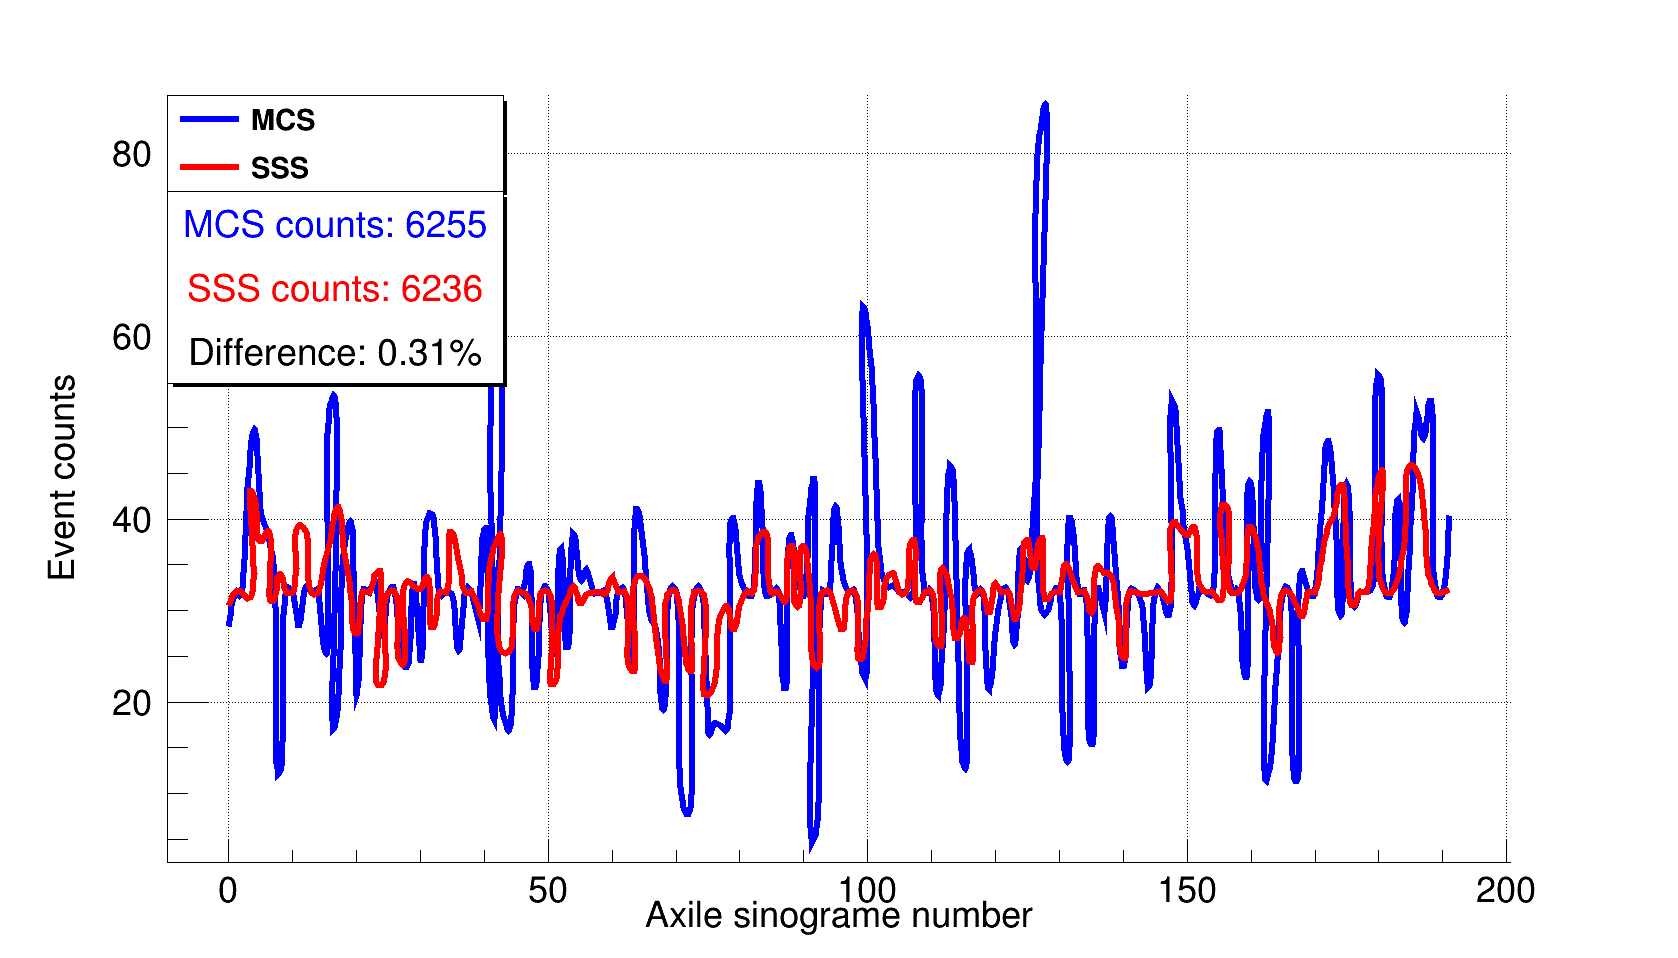 MCS
SSS
MCS counts: 6255
SSS counts: 6236
Difference: 0.31%
Event counts
80
60
40
20
0 50 100 150 200
Axile sinograme number